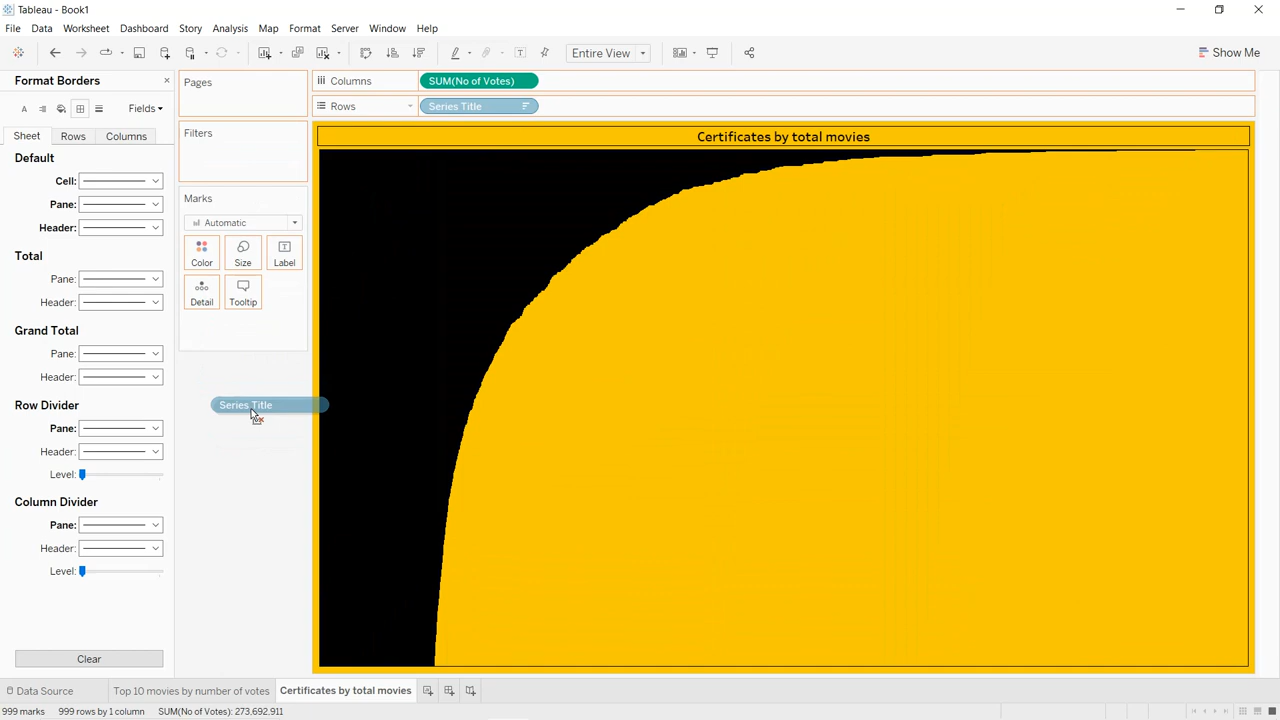 Tableau - Book1
File Data Worksheet Dashboard Story Analysis Map Format Server Window Help
Entire View
Show Me
Format Borders
Fields
Sheet Rows Columns
Default
Cell:
Pane:
Header:
Total
Pane:
Header:
Grand Total
Pane:
Header:
Row Divider
Pane:
Header:
Level:
Column Divider
Pane:
Header:
Level:
Clear
Pages
Filters
Marks
Automatic
Color Size Label
Detail Tooltip
Series Title
Columns SUM(No of Votes)
Rows Series Title
Certificates by total movies
Data Source Top 10 movies by number of votes Certificates by total movies
999 marks 999 rows by 1 column SUM(No of Votes): 273,692,911